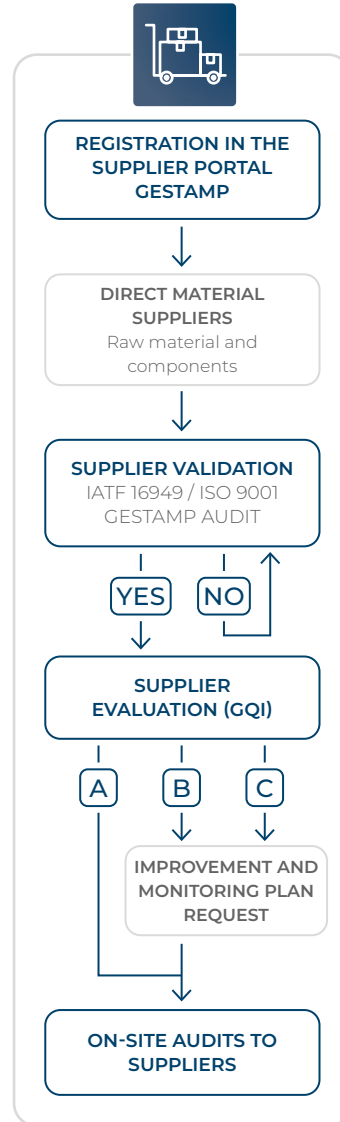 REGISTRATION IN THE
SUPPLIER PORTAL
GESTAMP
DIRECT MATERIAL
SUPPLIERS
Raw material and
components
SUPPLIER VALIDATION
IATF 16949 / ISO 9001
GESTAMP AUDIT
YES NO
SUPPLIER
EVALUATION (GQI)
A B C
IMPROVEMENT AND
MONITORING PLAN
REQUEST
ON-SITE AUDITS TO
SUPPLIERS